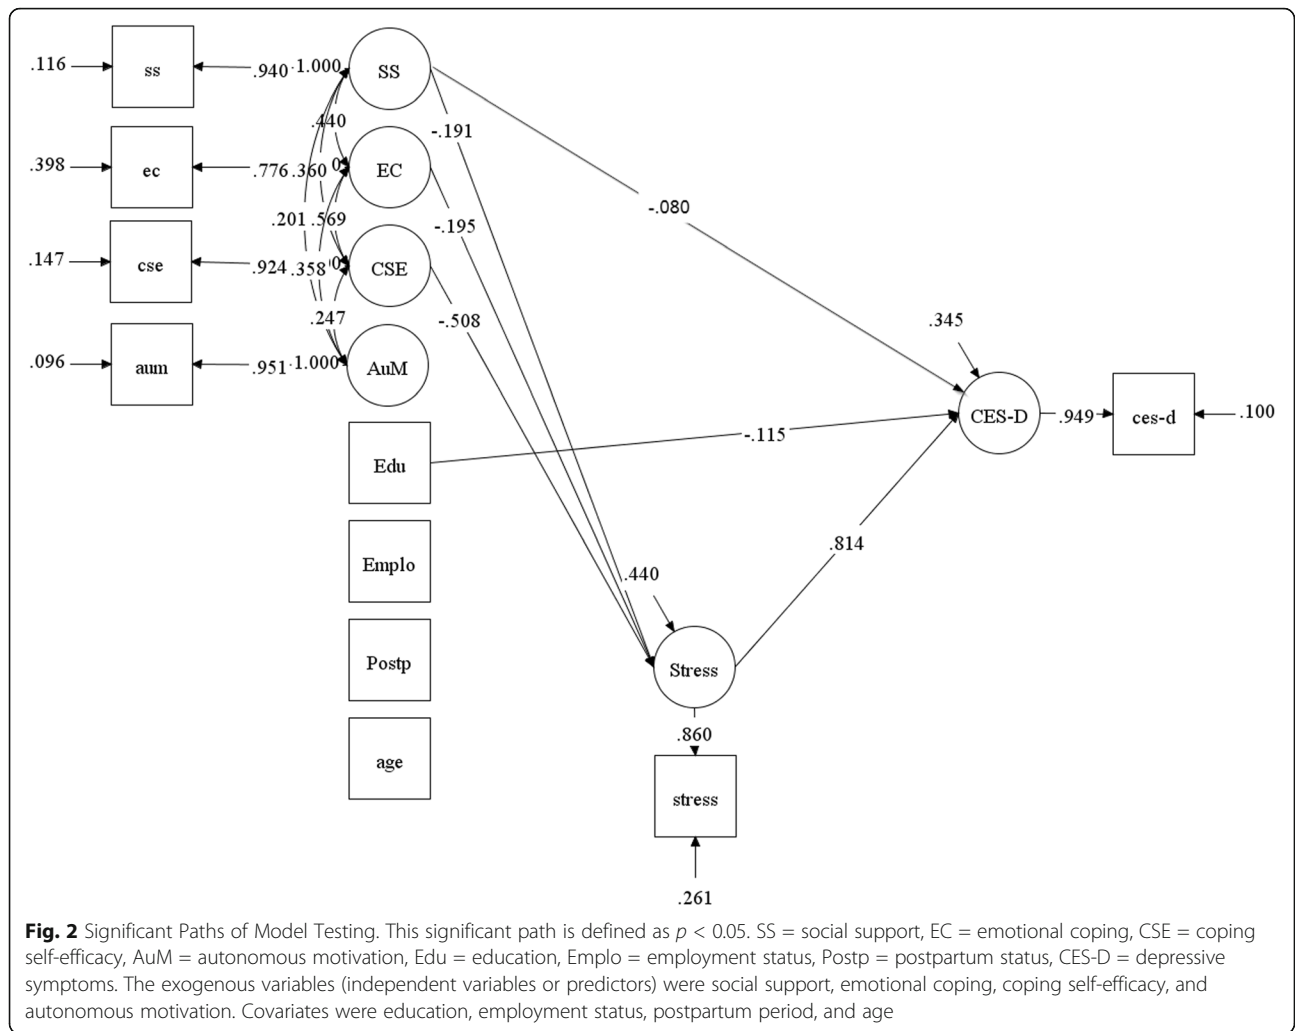 .116 ss .940 1.000 SS
.440 -.191
.398 ec .776 .360 0 EC
-.080
.201 .569 -.195
.147 cse .924 .358 0 CSE
.247 -.508 .345
.096 aum .951 1.000 AuM
CES-D .949 ces-d .100
-.115
Edu
.814
Emplo .440
Postp Stress
.860
age
stress
.261
Fig. 2 Significant Paths of Model Testing. This significant path is defined as p < 0.05. SS = social support, EC = emotional coping, CSE = coping
self-efficacy, AuM = autonomous motivation, Edu = education, Emplo = employment status, Postp = postpartum status, CES-D = depressive
symptoms. The exogenous variables (independent variables or predictors) were social support, emotional coping, coping self-efficacy, and
autonomous motivation. Covariates were education, employment status, postpartum period, and age